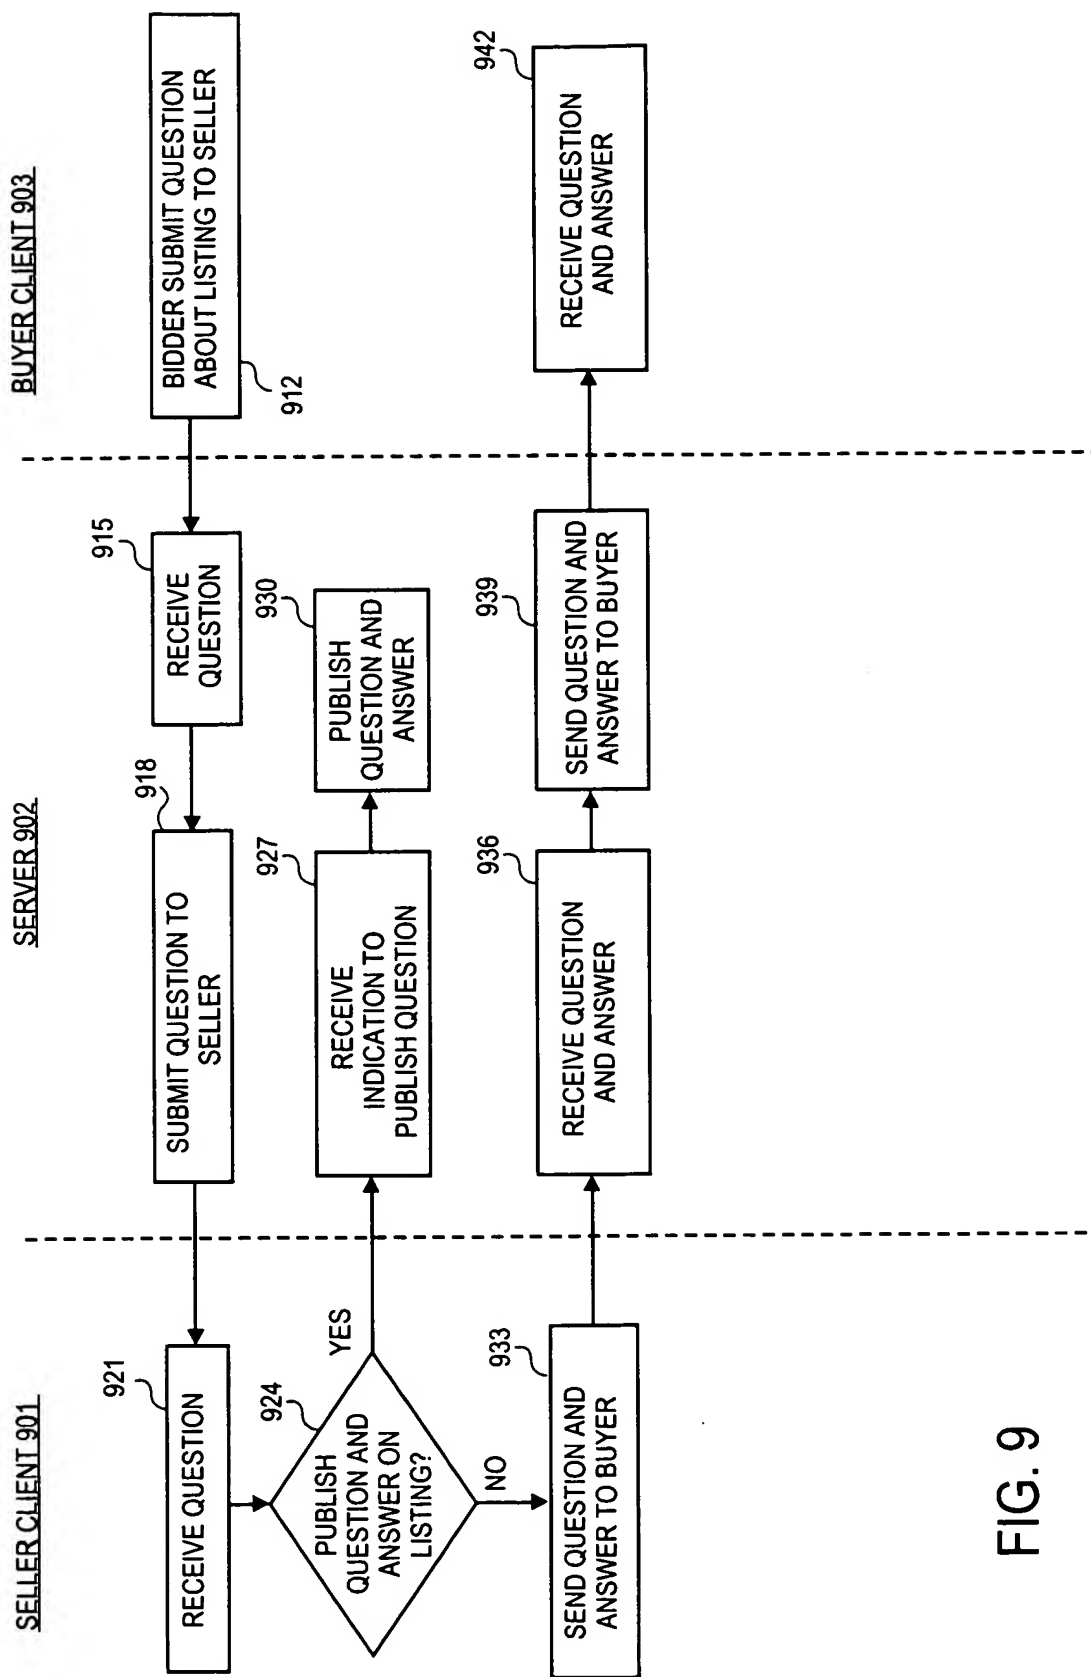 SELLER CLIENT 901
SERVER 902
BUYER CLIENT 903
BIDDER SUBMIT QUESTION
ABOUT LISTING TO SELLER
912
915
RECEIVE
QUESTION
918
SUBMIT QUESTION TO
SELLER
921
RECEIVE QUESTION
924
PUBLISH
QUESTION AND
ANSWER ON
LISTING?
YES
NO
927
RECEIVE
INDICATION TO
PUBLISH QUESTION
930
PUBLISH
QUESTION AND
ANSWER
933
SEND QUESTION AND
ANSWER TO BUYER
936
RECEIVE QUESTION
AND ANSWER
939
SEND QUESTION AND
ANSWER TO BUYER
942
RECEIVE QUESTION
AND ANSWER
FIG. 9